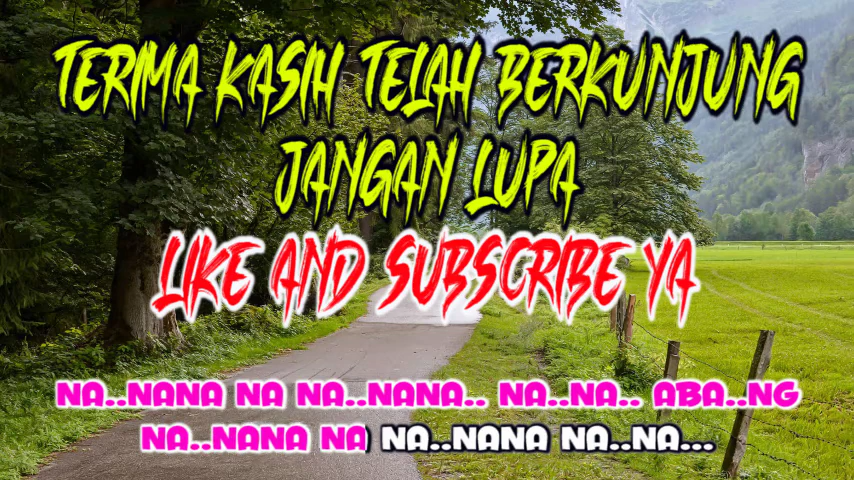 TERIMA KASIH TELAH BERKUNJUNG
JANGAN LUPA
LIKE AND SUBSCRIBE YA
NA..NANA NA NA..NANA.. NA..NA.. ABA..NG
NA..NANA NA NA..NANA NA..NA...